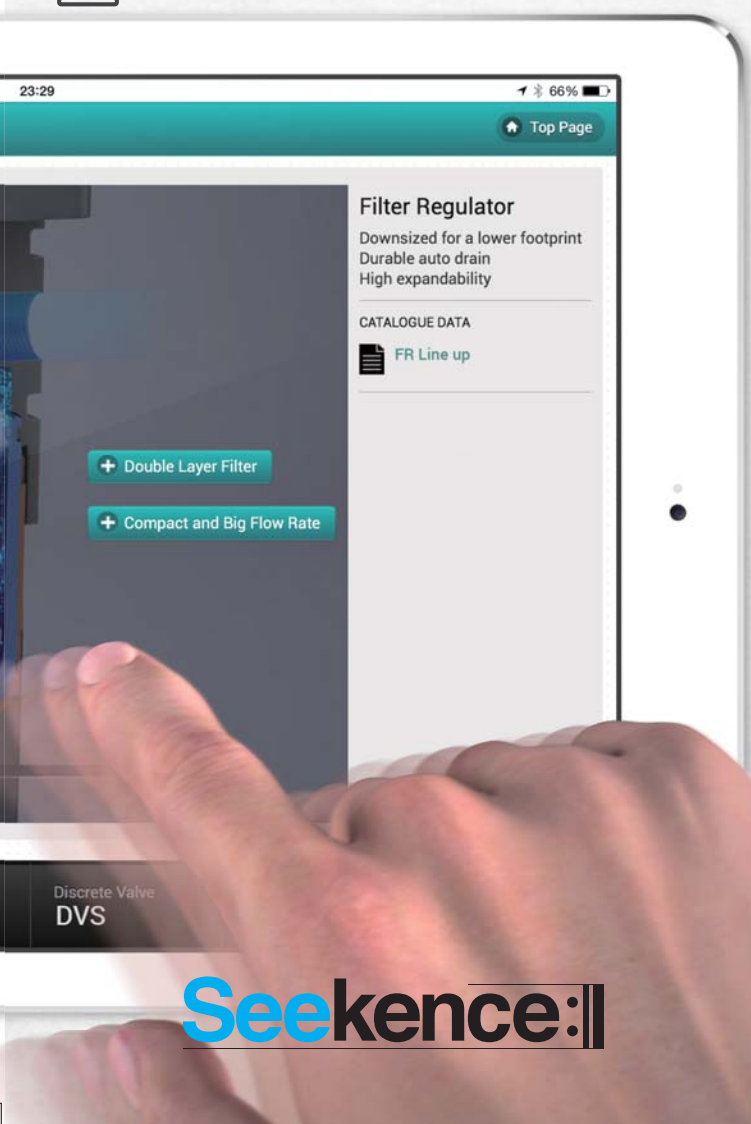 23:29
66%
Top Page
Filter Regulator
Downsized for a lower footprint
Durable auto drain
High expandability
CATALOGUE DATA
FR Line up
Double Layer Filter
Compact and Big Flow Rate
Discrete Valve
DVS
Seekence:||